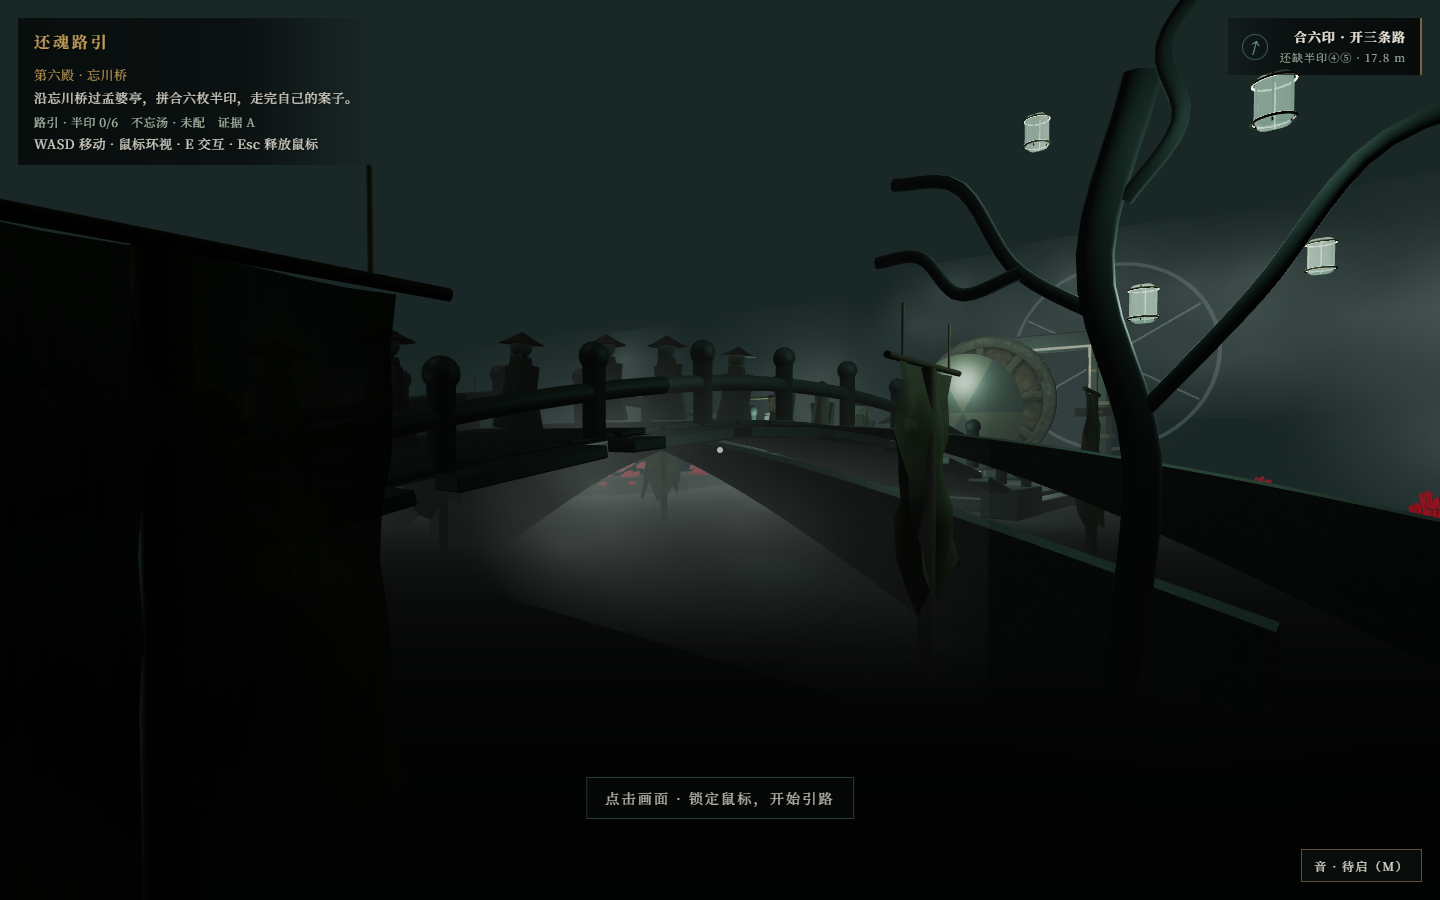 还魂路引
第六殿 · 忘川桥
沿忘川桥过孟婆亭，拼合六枚半印，走完自己的案子。
路引 · 半印 0/6 不忘汤 · 未配 证据 A
WASD 移动 · 鼠标环视 · E 交互 · Esc 释放鼠标
合六印 · 开三条路
还缺半印④⑤ · 17.8 m
点击画面 · 锁定鼠标，开始引路
音 · 待启（M）